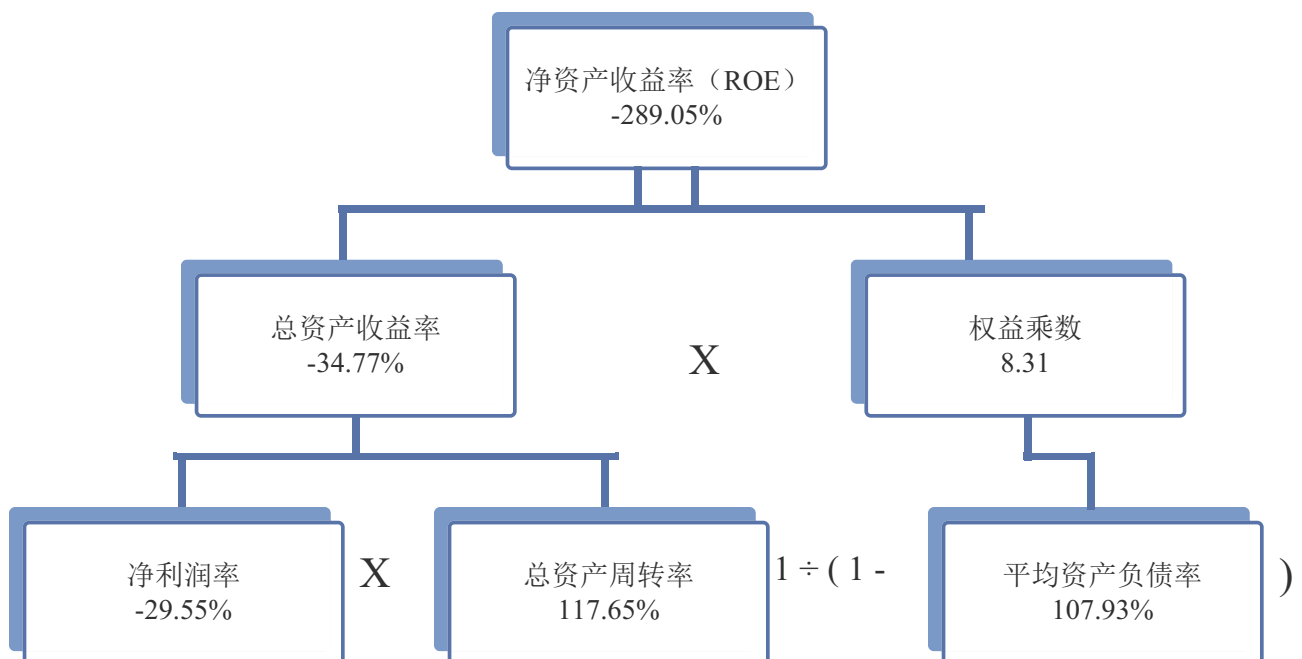 净资产收益率（ROE）
-289.05%
总资产收益率
-34.77%
X
权益乘数
8.31
净利润率
-29.55%
X
总资产周转率
117.65%
1 ÷ ( 1 -
平均资产负债率
107.93%
)